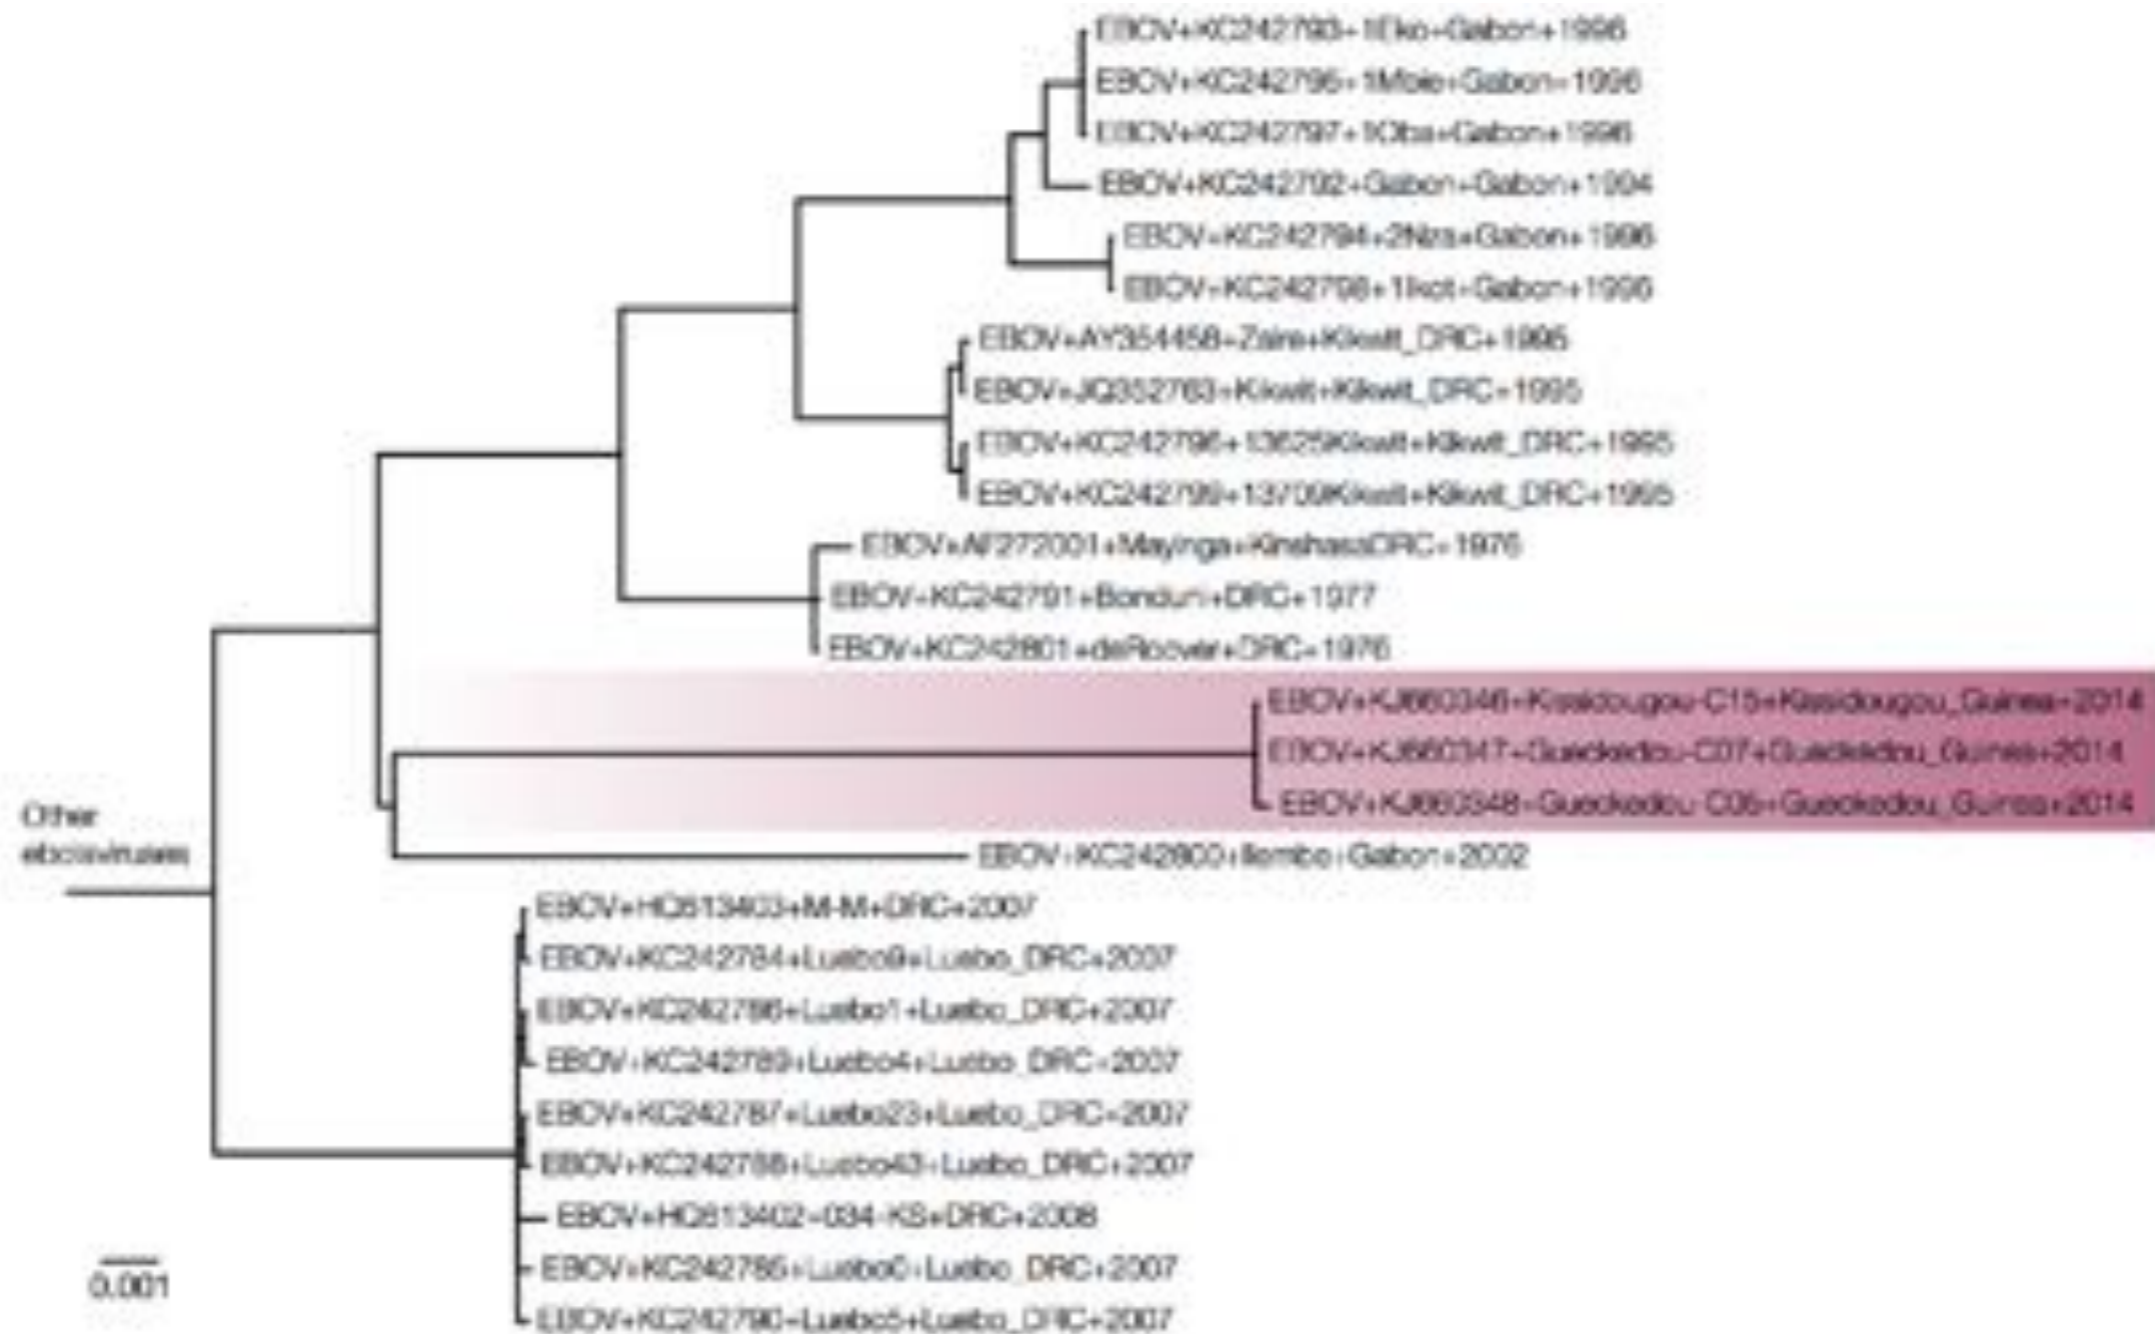 EBOV+KC242793+1Eko+Gabon+1996
EBOV+KC242795+1Mbie+Gabon+1996
EBOV+KC242797+1Oba+Gabon+1996
EBOV+KC242792+Gabon+Gabon+1994
EBOV+KC242794+2Nza+Gabon+1996
EBOV+KC242798+1Ikot+Gabon+1996
EBOV+AY354458+Zaire+Kikwit_DRC+1995
EBOV+JQ352763+Kikwit+Kikwit_DRC+1995
EBOV+KC242796+13625Kikwit+Kikwit_DRC+1995
EBOV+KC242799+13709Kikwit+Kikwit_DRC+1995
EBOV+AF272001+Mayinga+KinshasaDRC+1976
EBOV+KC242791+Bonduni+DRC+1977
EBOV+KC242801+deRoover+DRC+1976
EBOV+KJ660346+Kissidougou-C15+Kissidougou_Guinea+2014
EBOV+KJ660347+Gueckedou-C07+Gueckedou_Guinea+2014
EBOV+KJ660348+Gueckedou-C05+Gueckedou_Guinea+2014
Other
ebolaviruses
EBOV+KC242800+Ilembe+Gabon+2002
EBOV+HQ613403+M-M+DRC+2007
EBOV+KC242784+Luebo9+Luebo_DRC+2007
EBOV+KC242786+Luebo1+Luebo_DRC+2007
EBOV+KC242789+Luebo4+Luebo_DRC+2007
EBOV+KC242787+Luebo23+Luebo_DRC+2007
EBOV+KC242788+Luebo43+Luebo_DRC+2007
EBOV+HQ613402+034-KS+DRC+2008
EBOV+KC242785+Luebo0+Luebo_DRC+2007
EBOV+KC242790+Luebo5+Luebo_DRC+2007
0.001